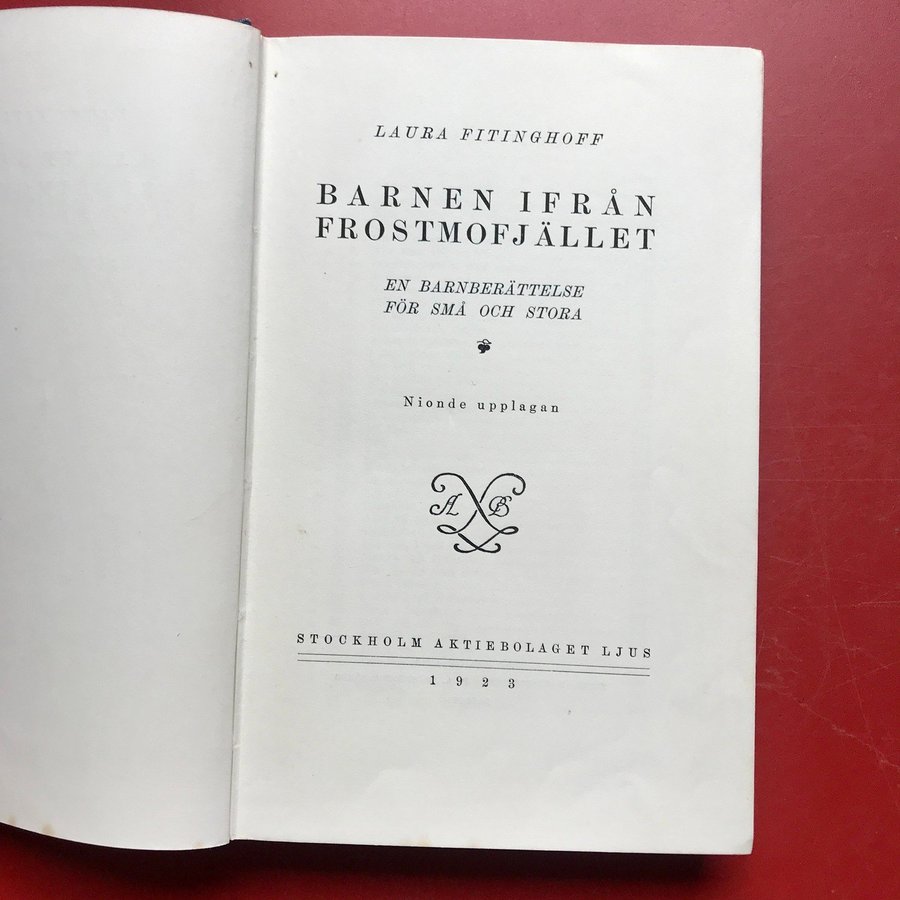 LAURA FITINGHOFF
BARNEN IFRÅN
FROSTMOFJÄLLET
EN BARNBERÄTTELSE
FÖR SMÅ OCH STORA
Nionde upplagan
A B
STOCKHOLM AKTIEBOLAGET LJUS
1923